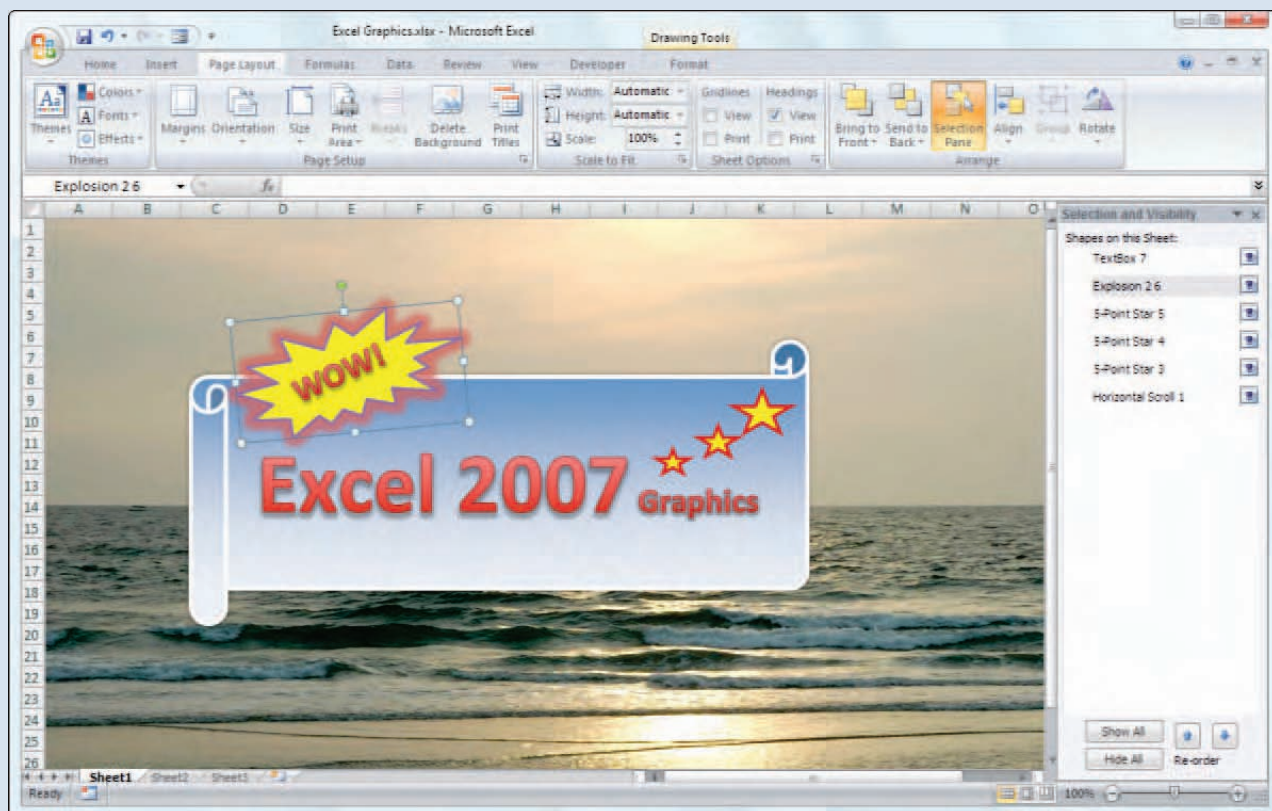 Excel Graphics.xlsx - Microsoft Excel
Drawing Tools
Home Insert Page Layout Formulas Data Review View Developer Format
Colors Width: Automatic Gridlines Headings
Aa A Fonts Height: Automatic View View
Themes Effects Margins Orientation Size Print Area Breaks Delete Background Print Titles Scale: 100% Print Print Bring to Front Send to Back Selection Pane Align Group Rotate
Themes Page Setup Scale to Fit Sheet Options Arrange
Explosion 2 6 fx
A B C D E F G H I J K L M N O
Selection and Visibility
Shapes on this Sheet:
TextBox 7
Explosion 2 6
5-Point Star 5
5-Point Star 4
5-Point Star 3
Horizontal Scroll 1
1
2
3
4
5
6
7
8
9
10
11
12
13
14
15
16
17
18
19
20
21
22
23
24
25
26
WOW!
Excel 2007 Graphics
Show All
Hide All Re-order
Sheet1 Sheet2 Sheet3
Ready 100%